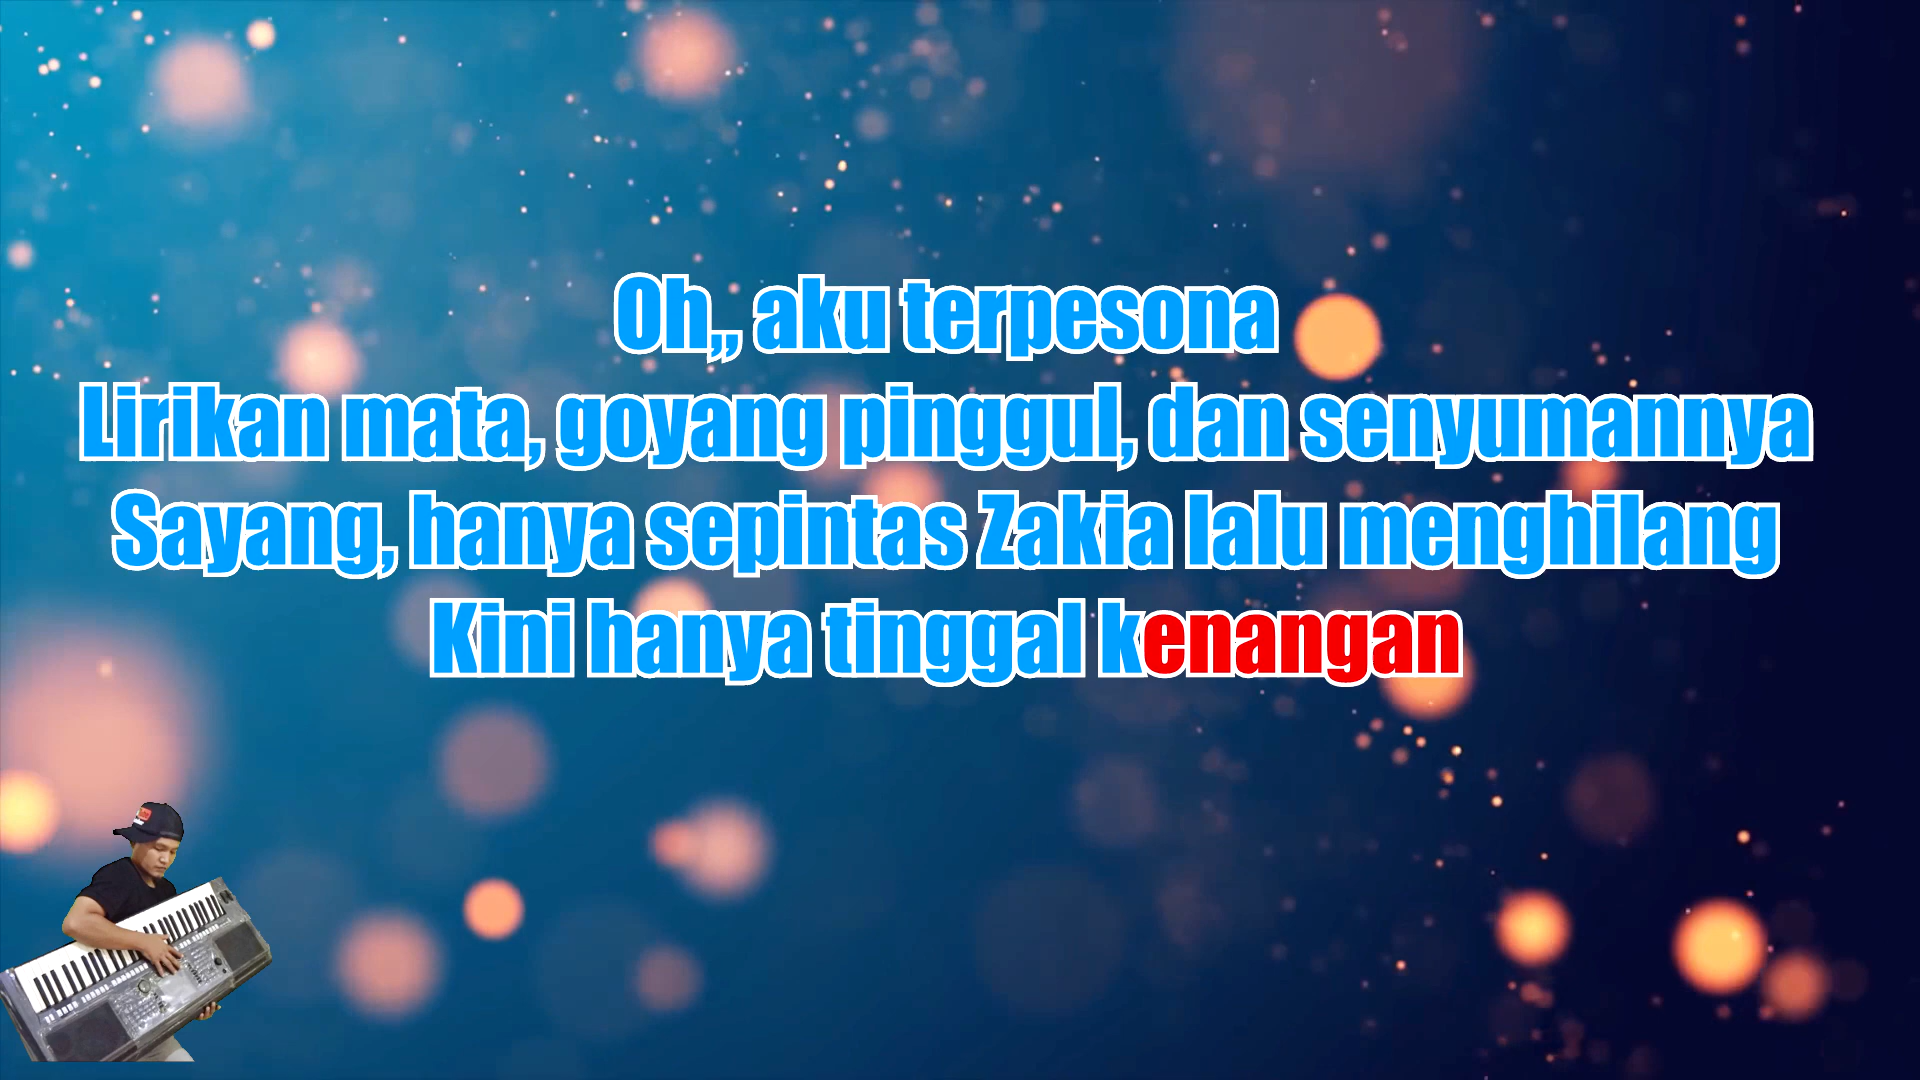 Oh,, aku terpesona
Lirikan mata, goyang pinggul, dan senyumannya
Sayang, hanya sepintas Zakia lalu menghilang
Kini hanya tinggal kenangan